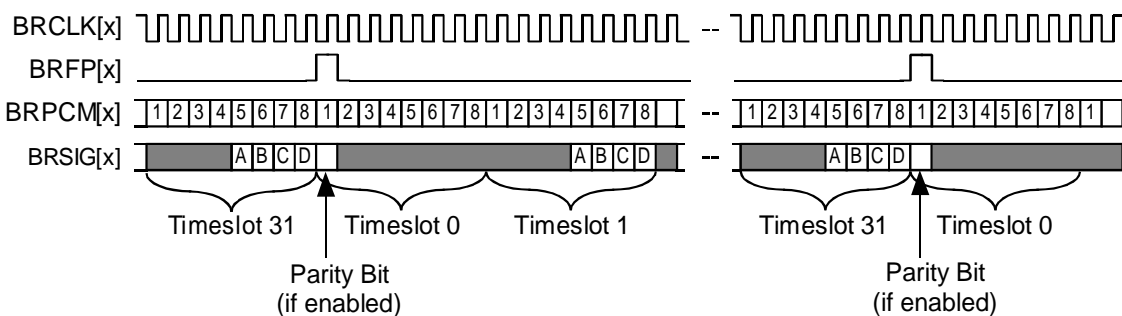 BRCLK[x] --
BRFP[x] --
BRPCM[x] 1 2 3 4 5 6 7 8 1 2 3 4 5 6 7 8 1 2 3 4 5 6 7 8 -- 1 2 3 4 5 6 7 8 1 2 3 4 5 6 7 8 1
BRSIG[x] A B C D A B C D -- A B C D
Timeslot 31 Timeslot 0 Timeslot 1 Timeslot 31 Timeslot 0
Parity Bit Parity Bit
(if enabled) (if enabled)